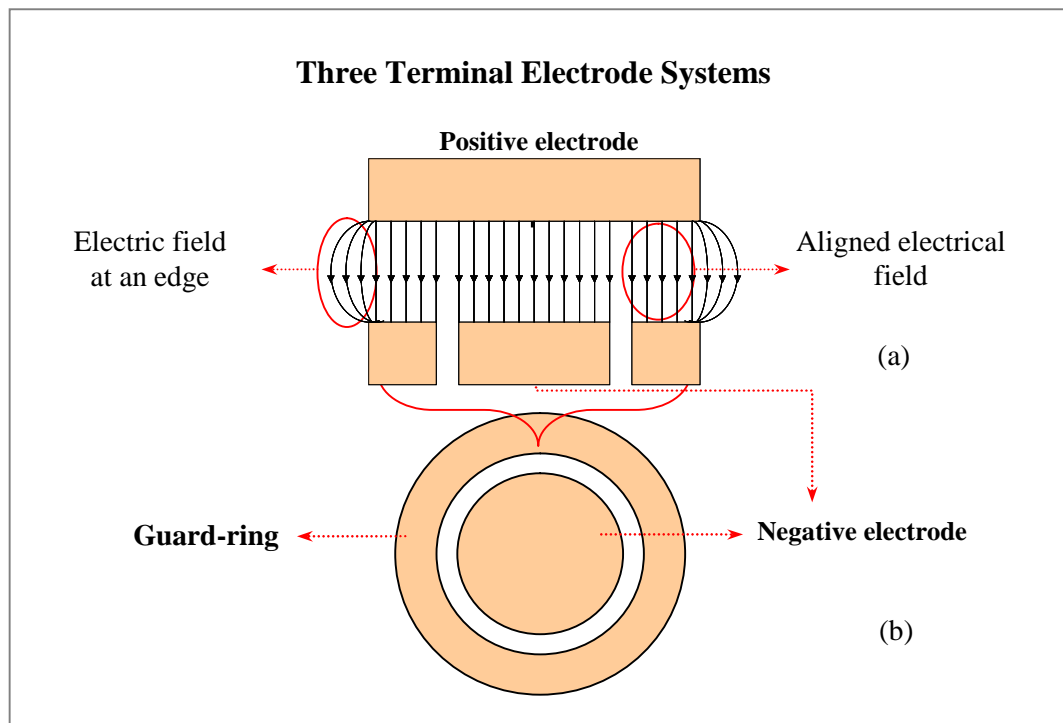 Three Terminal Electrode Systems
Positive electrode
Electric field
at an edge
Aligned electrical
field
(a)
Guard-ring
Negative electrode
(b)